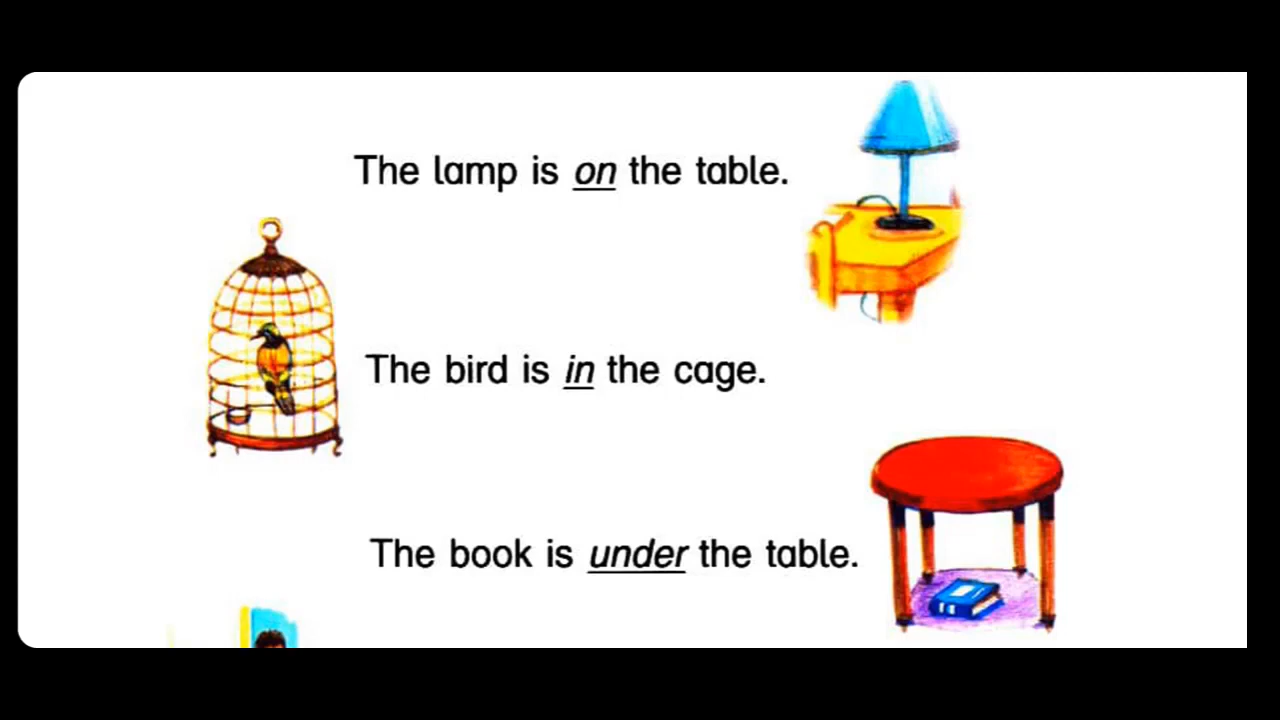 The lamp is on the table.
The bird is in the cage.
The book is under the table.